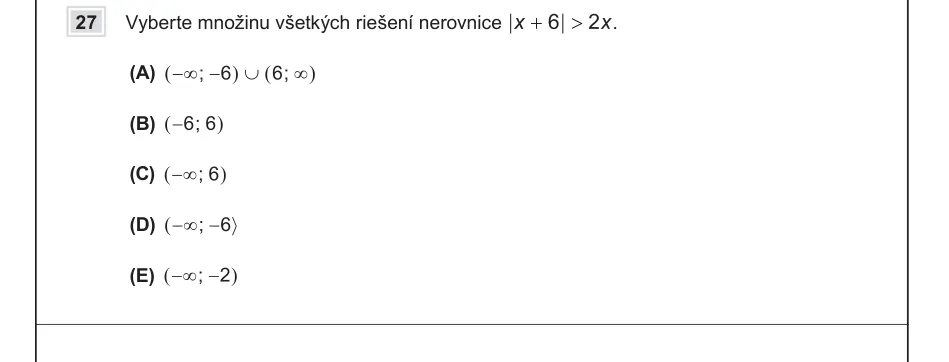 27 Vyberte množinu všetkých riešení nerovnice |x + 6| > 2x.
(A) (−∞; −6) ∪ (6; ∞)
(B) (−6; 6)
(C) (−∞; 6)
(D) (−∞; −6⟩
(E) (−∞; −2)